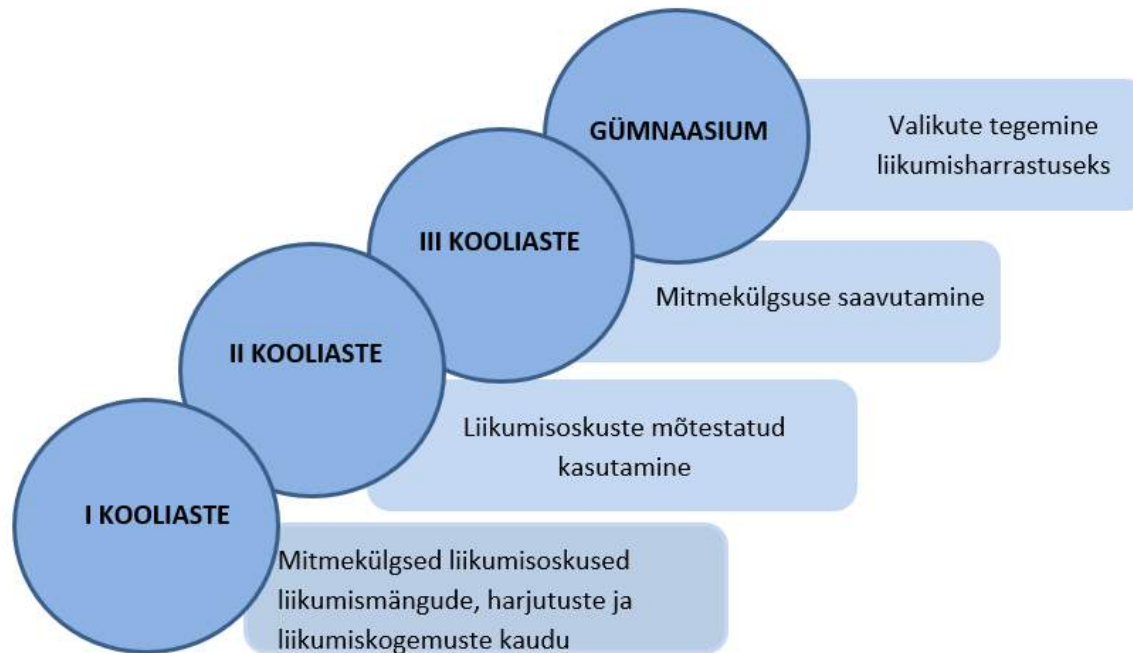 GÜMNAASIUM
Valikute tegemine
liikumisharrastuseks
III KOOLIASTE
Mitmekülgsuse saavutamine
II KOOLIASTE
Liikumisoskuste mõtestatud
kasutamine
I KOOLIASTE
Mitmekülgsed liikumisoskused
liikumismängude, harjutuste ja
liikumiskogemuste kaudu